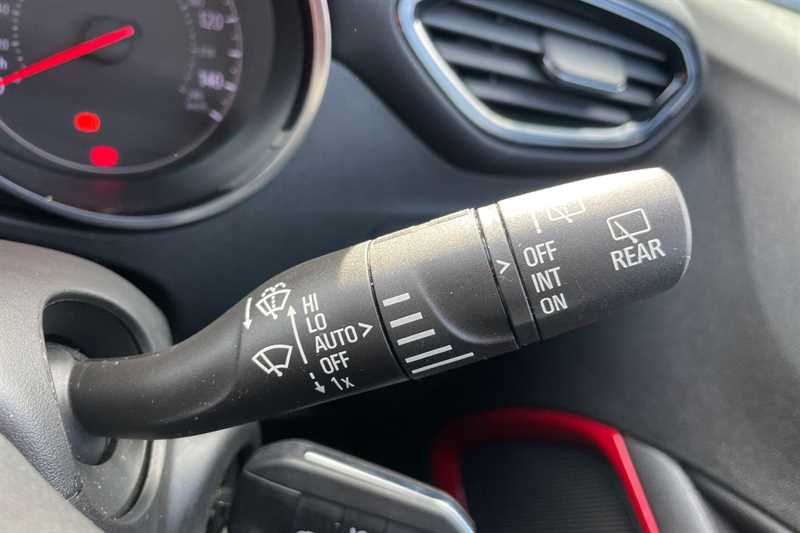 120
140
HI
LO
AUTO >
OFF
1x
>
OFF
INT
ON
REAR